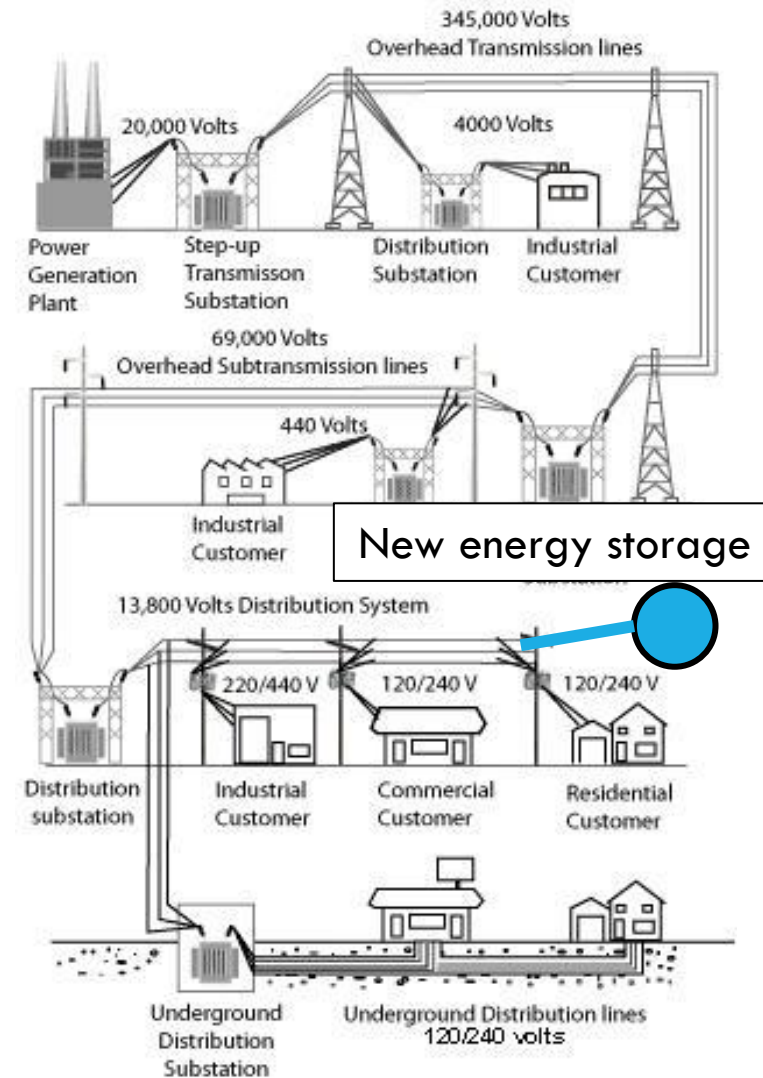 345,000 Volts
Overhead Transmission lines
20,000 Volts
4000 Volts
Power
Generation
Plant
Step-up
Transmisson
Substation
Distribution
Substation
Industrial
Customer
69,000 Volts
Overhead Subtransmission lines
440 Volts
Industrial
Customer
New energy storage
13,800 Volts Distribution System
220/440 V
120/240 V
120/240 V
Distribution
substation
Industrial
Customer
Commercial
Customer
Residential
Customer
Underground
Distribution
Substation
Underground Distribution lines
120/240 volts